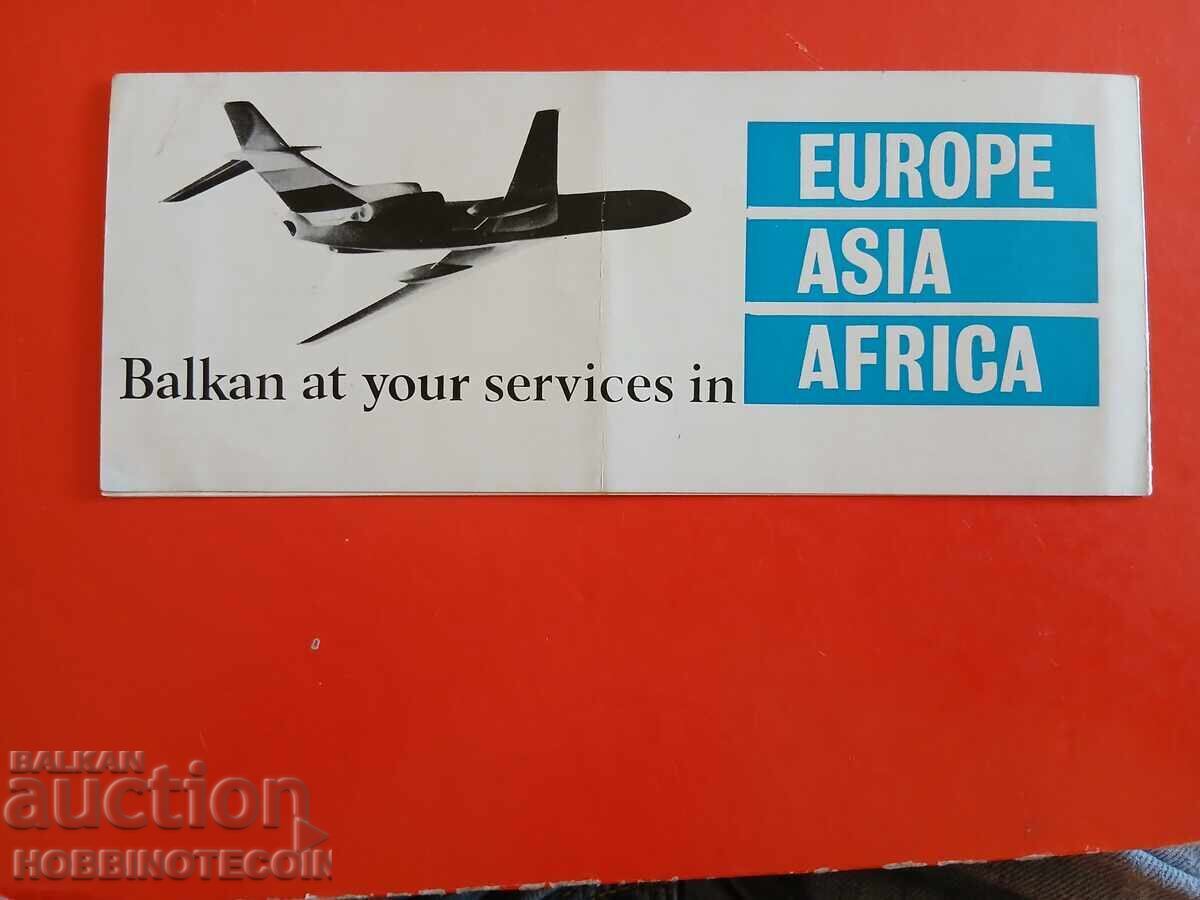 EUROPE
ASIA
Balkan at your services in AFRICA
BALKAN
auction
HOBBINOTECOIN